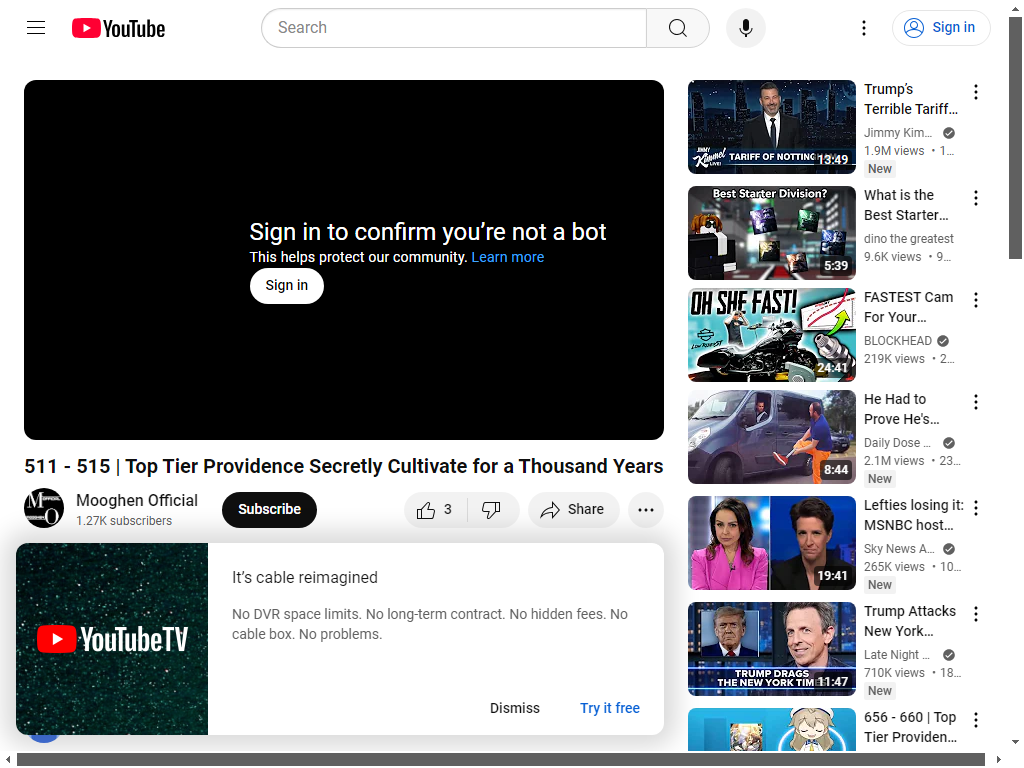 YouTube
Search
Sign in
Sign in to confirm you’re not a bot
This helps protect our community. Learn more
Sign in
511 - 515 | Top Tier Providence Secretly Cultivate for a Thousand Years
Mooghen Official
1.27K subscribers
Subscribe
3
Share
YouTubeTV
It’s cable reimagined
No DVR space limits. No long-term contract. No hidden fees. No
cable box. No problems.
Dismiss
Try it free
JIMMY
Kimmel
LIVE!
TARIFF OF NOTTING
13:49
Trump’s
Terrible Tariff…
Jimmy Kim…
1.9M views • 1…
New
Best Starter Division?
5:39
What is the
Best Starter…
dino the greatest
9.6K views • 9…
OH SHE FAST!
24:41
FASTEST Cam
For Your…
BLOCKHEAD
219K views • 2…
8:44
He Had to
Prove He's…
Daily Dose …
2.1M views • 23…
New
19:41
Lefties losing it:
MSNBC host…
Sky News A…
265K views • 10…
New
TRUMP DRAGS
THE NEW YORK TIM
11:47
Trump Attacks
New York…
Late Night …
710K views • 18…
New
656 - 660 | Top
Tier Providen…